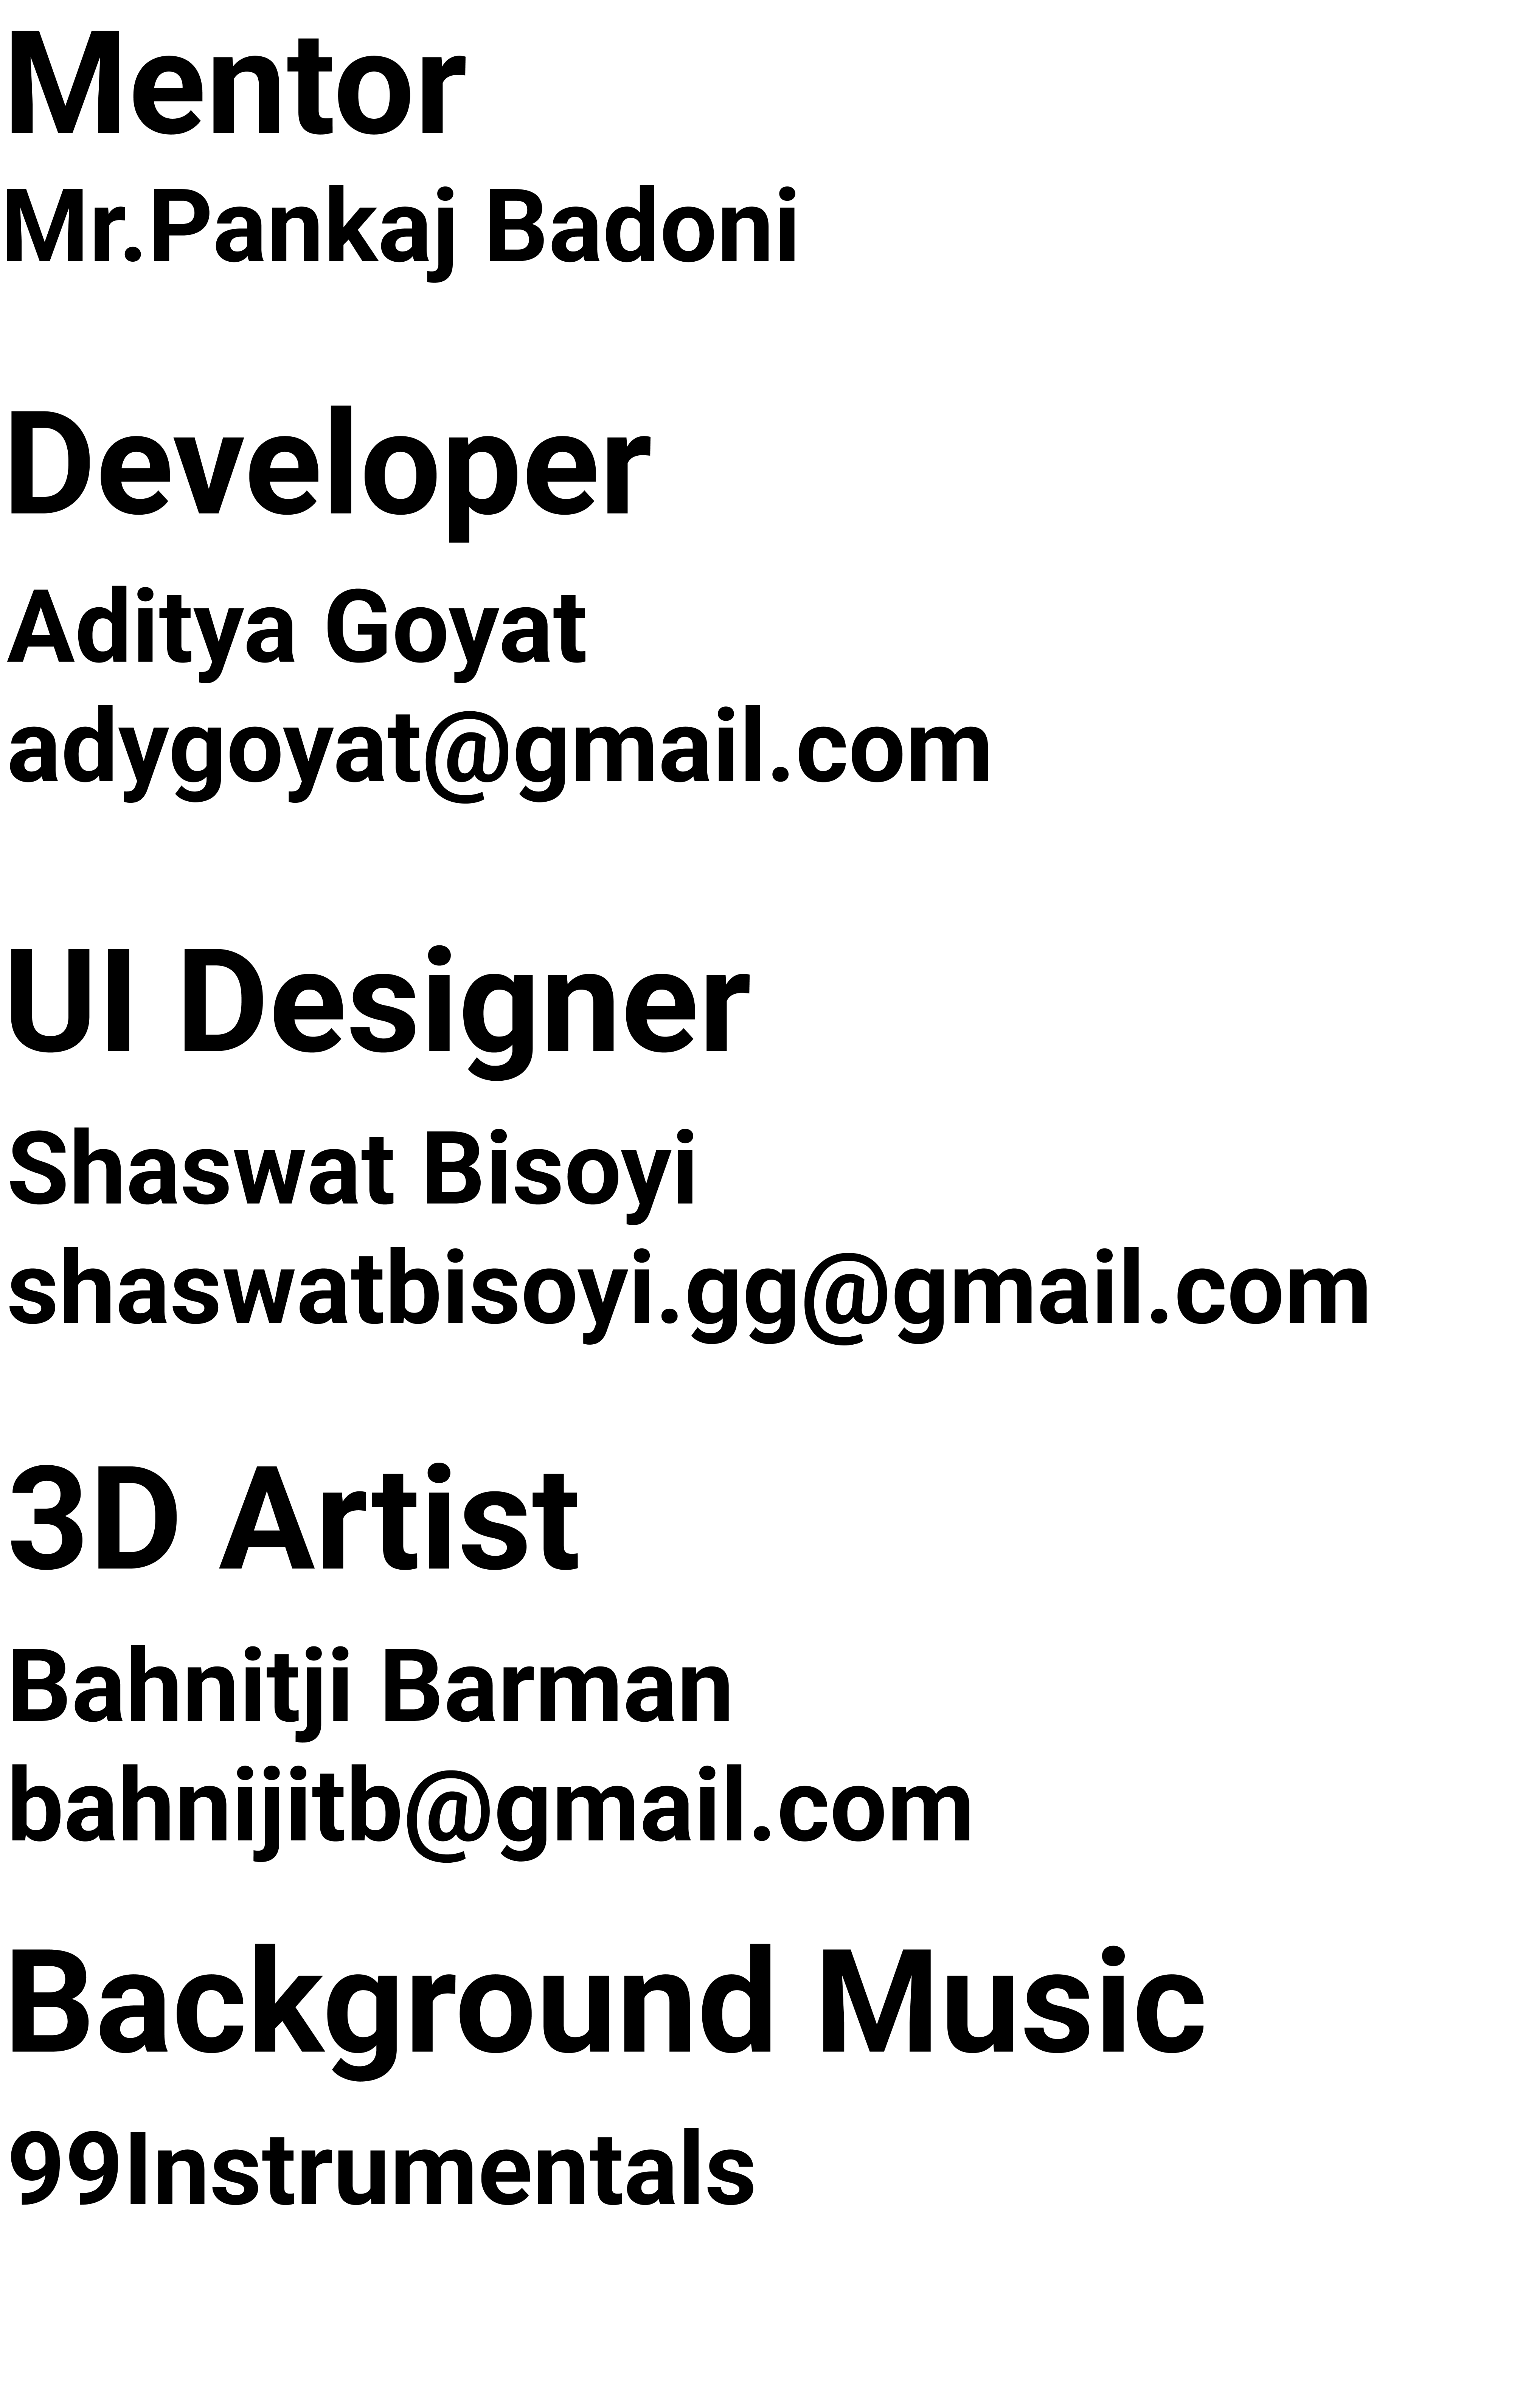 Mentor
Mr.Pankaj Badoni
Developer
Aditya Goyat
adygoyat@gmail.com
UI Designer
Shaswat Bisoyi
shaswatbisoyi.gg@gmail.com
3D Artist
Bahnitji Barman
bahnijitb@gmail.com
Background Music
99Instrumentals